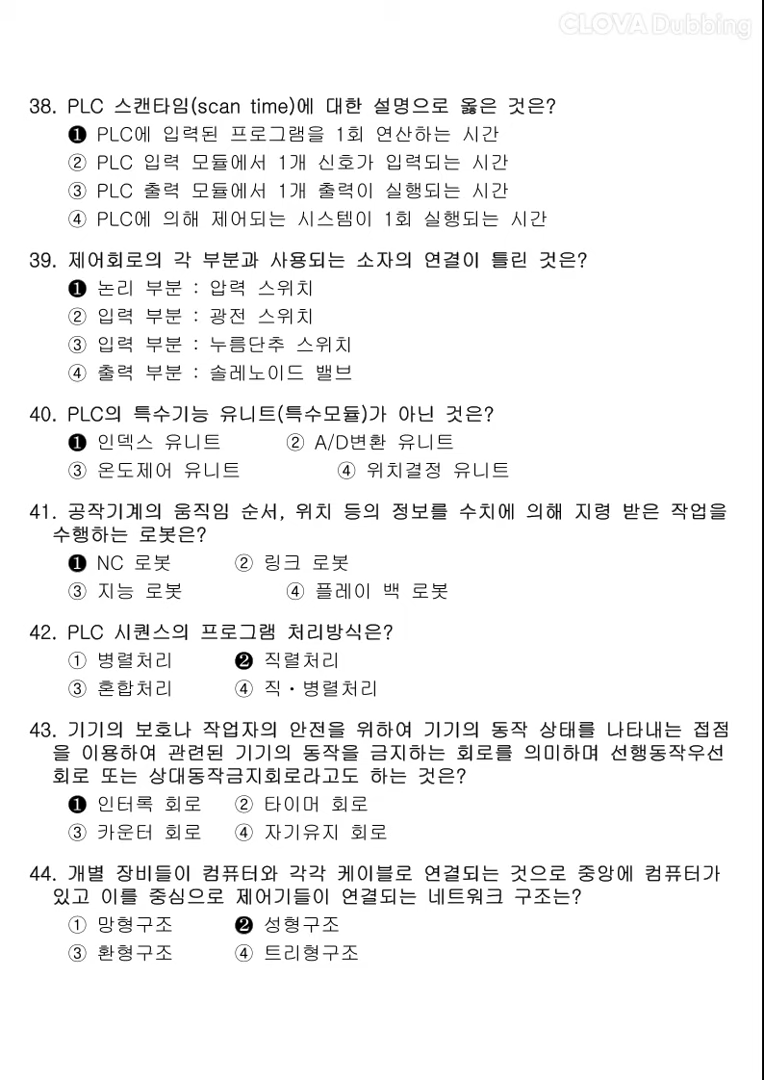 CLOVA Dubbing
38. PLC 스캔타임(scan time)에 대한 설명으로 옳은 것은?
❶ PLC에 입력된 프로그램을 1회 연산하는 시간
② PLC 입력 모듈에서 1개 신호가 입력되는 시간
③ PLC 출력 모듈에서 1개 출력이 실행되는 시간
④ PLC에 의해 제어되는 시스템이 1회 실행되는 시간
39. 제어회로의 각 부분과 사용되는 소자의 연결이 틀린 것은?
❶ 논리 부분 : 압력 스위치
② 입력 부분 : 광전 스위치
③ 입력 부분 : 누름단추 스위치
④ 출력 부분 : 솔레노이드 밸브
40. PLC의 특수기능 유니트(특수모듈)가 아닌 것은?
❶ 인덱스 유니트 ② A/D변환 유니트
③ 온도제어 유니트 ④ 위치결정 유니트
41. 공작기계의 움직임 순서, 위치 등의 정보를 수치에 의해 지령 받은 작업을
수행하는 로봇은?
❶ NC 로봇 ② 링크 로봇
③ 지능 로봇 ④ 플레이 백 로봇
42. PLC 시퀀스의 프로그램 처리방식은?
① 병렬처리 ❷ 직렬처리
③ 혼합처리 ④ 직・병렬처리
43. 기기의 보호나 작업자의 안전을 위하여 기기의 동작 상태를 나타내는 접점
을 이용하여 관련된 기기의 동작을 금지하는 회로를 의미하며 선행동작우선
회로 또는 상대동작금지회로라고도 하는 것은?
❶ 인터록 회로 ② 타이머 회로
③ 카운터 회로 ④ 자기유지 회로
44. 개별 장비들이 컴퓨터와 각각 케이블로 연결되는 것으로 중앙에 컴퓨터가
있고 이를 중심으로 제어기들이 연결되는 네트워크 구조는?
① 망형구조 ❷ 성형구조
③ 환형구조 ④ 트리형구조